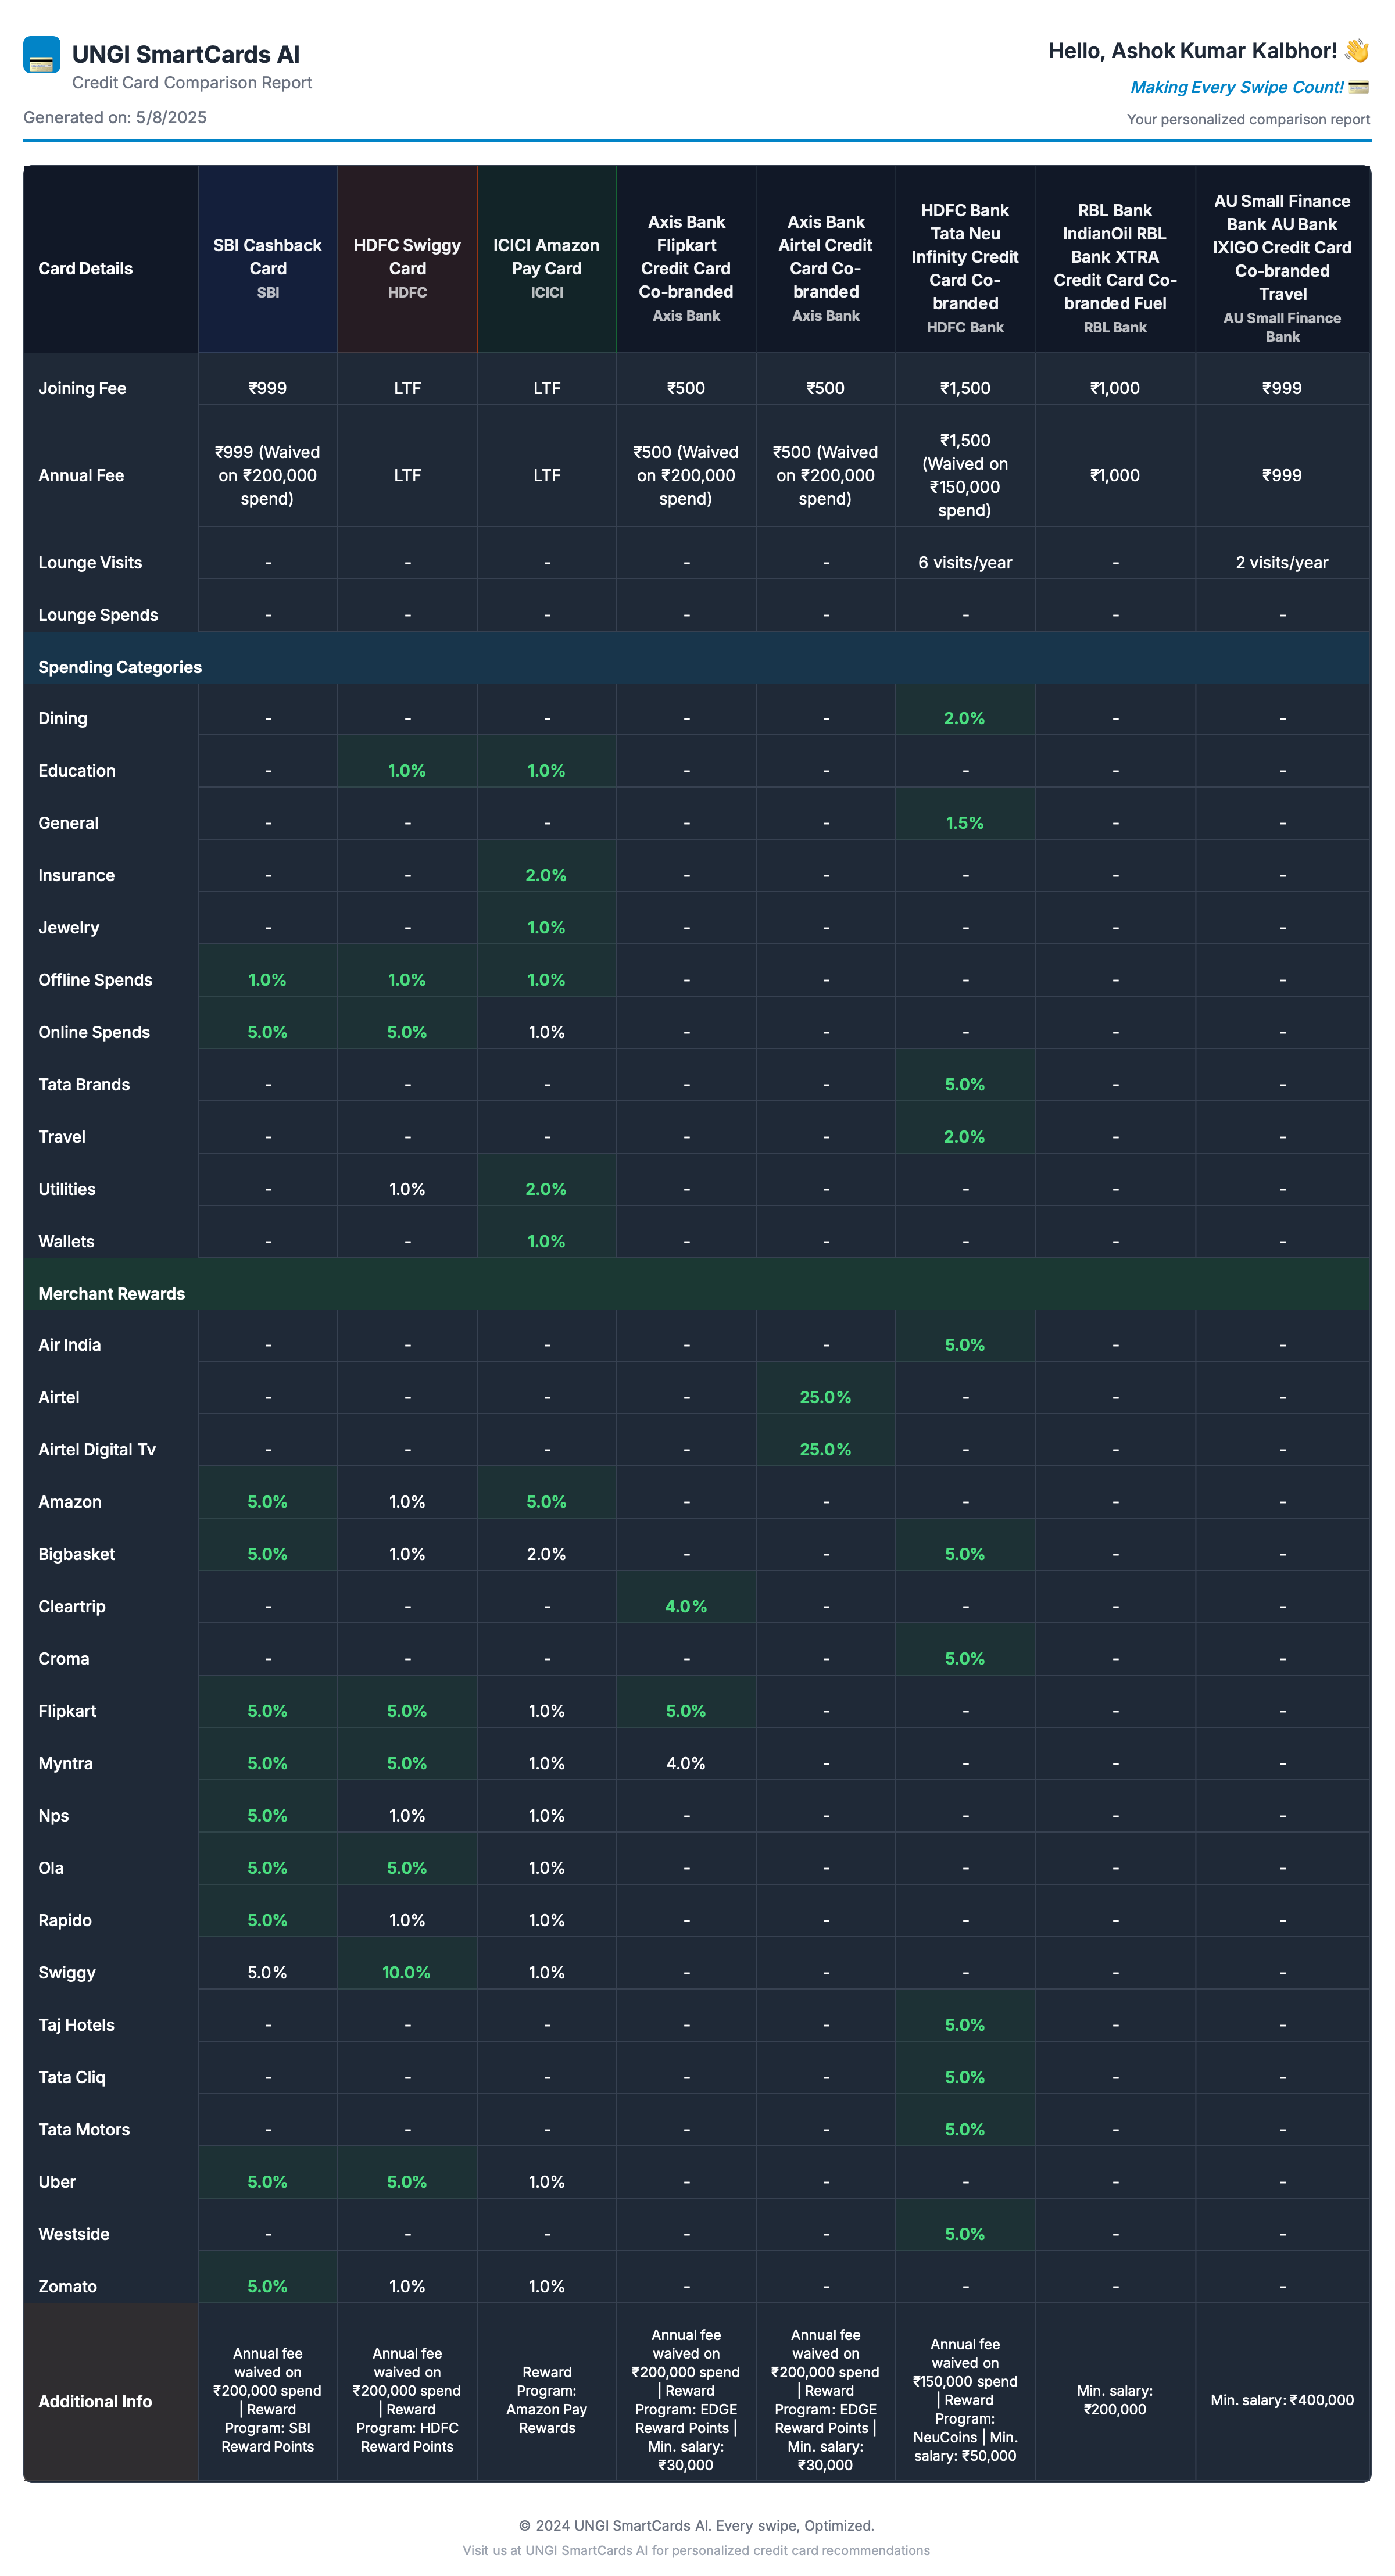 UNGI SmartCards AI
Credit Card Comparison Report
Generated on: 5/8/2025
Hello, Ashok Kumar Kalbhor! 👋
Making Every Swipe Count! 💳
Your personalized comparison report
Card Details | SBI Cashback Card SBI | HDFC Swiggy Card HDFC | ICICI Amazon Pay Card ICICI | Axis Bank Flipkart Credit Card Co-branded Axis Bank | Axis Bank Airtel Credit Card Co-branded Axis Bank | HDFC Bank Tata Neu Infinity Credit Card Co-branded HDFC Bank | RBL Bank IndianOil RBL Bank XTRA Credit Card Co-branded Fuel RBL Bank | AU Small Finance Bank AU Bank IXIGO Credit Card Co-branded Travel AU Small Finance Bank
Joining Fee ₹999 LTF LTF ₹500 ₹500 ₹1,500 ₹1,000 ₹999
Annual Fee ₹999 (Waived on ₹200,000 spend) LTF LTF ₹500 (Waived on ₹200,000 spend) ₹500 (Waived on ₹200,000 spend) ₹1,500 (Waived on ₹150,000 spend) ₹1,000 ₹999
Lounge Visits - - - - - 6 visits/year - 2 visits/year
Lounge Spends - - - - - - - -
Spending Categories
Dining - - - - - 2.0% - -
Education - 1.0% 1.0% - - - - -
General - - - - - 1.5% - -
Insurance - - 2.0% - - - - -
Jewelry - - 1.0% - - - - -
Offline Spends 1.0% 1.0% 1.0% - - - - -
Online Spends 5.0% 5.0% 1.0% - - - - -
Tata Brands - - - - - 5.0% - -
Travel - - - - - 2.0% - -
Utilities - 1.0% 2.0% - - - - -
Wallets - - 1.0% - - - - -
Merchant Rewards
Air India - - - - - 5.0% - -
Airtel - - - - 25.0% - - -
Airtel Digital Tv - - - - 25.0% - - -
Amazon 5.0% 1.0% 5.0% - - - - -
Bigbasket 5.0% 1.0% 2.0% - - 5.0% - -
Cleartrip - - - 4.0% - - - -
Croma - - - - - 5.0% - -
Flipkart 5.0% 5.0% 1.0% 5.0% - - - -
Myntra 5.0% 5.0% 1.0% 4.0% - - - -
Nps 5.0% 1.0% 1.0% - - - - -
Ola 5.0% 5.0% 1.0% - - - - -
Rapido 5.0% 1.0% 1.0% - - - - -
Swiggy 5.0% 10.0% 1.0% - - - - -
Taj Hotels - - - - - 5.0% - -
Tata Cliq - - - - - 5.0% - -
Tata Motors - - - - - 5.0% - -
Uber 5.0% 5.0% 1.0% - - - - -
Westside - - - - - 5.0% - -
Zomato 5.0% 1.0% 1.0% - - - - -
Additional Info
Annual fee waived on ₹200,000 spend | Reward Program: SBI Reward Points
Annual fee waived on ₹200,000 spend | Reward Program: HDFC Reward Points
Reward Program: Amazon Pay Rewards
Annual fee waived on ₹200,000 spend | Reward Program: EDGE Reward Points | Min. salary: ₹30,000
Annual fee waived on ₹200,000 spend | Reward Program: EDGE Reward Points | Min. salary: ₹30,000
Annual fee waived on ₹150,000 spend | Reward Program: NeuCoins | Min. salary: ₹50,000
Min. salary: ₹200,000
Min. salary: ₹400,000
© 2024 UNGI SmartCards AI. Every swipe, Optimized.
Visit us at UNGI SmartCards AI for personalized credit card recommendations